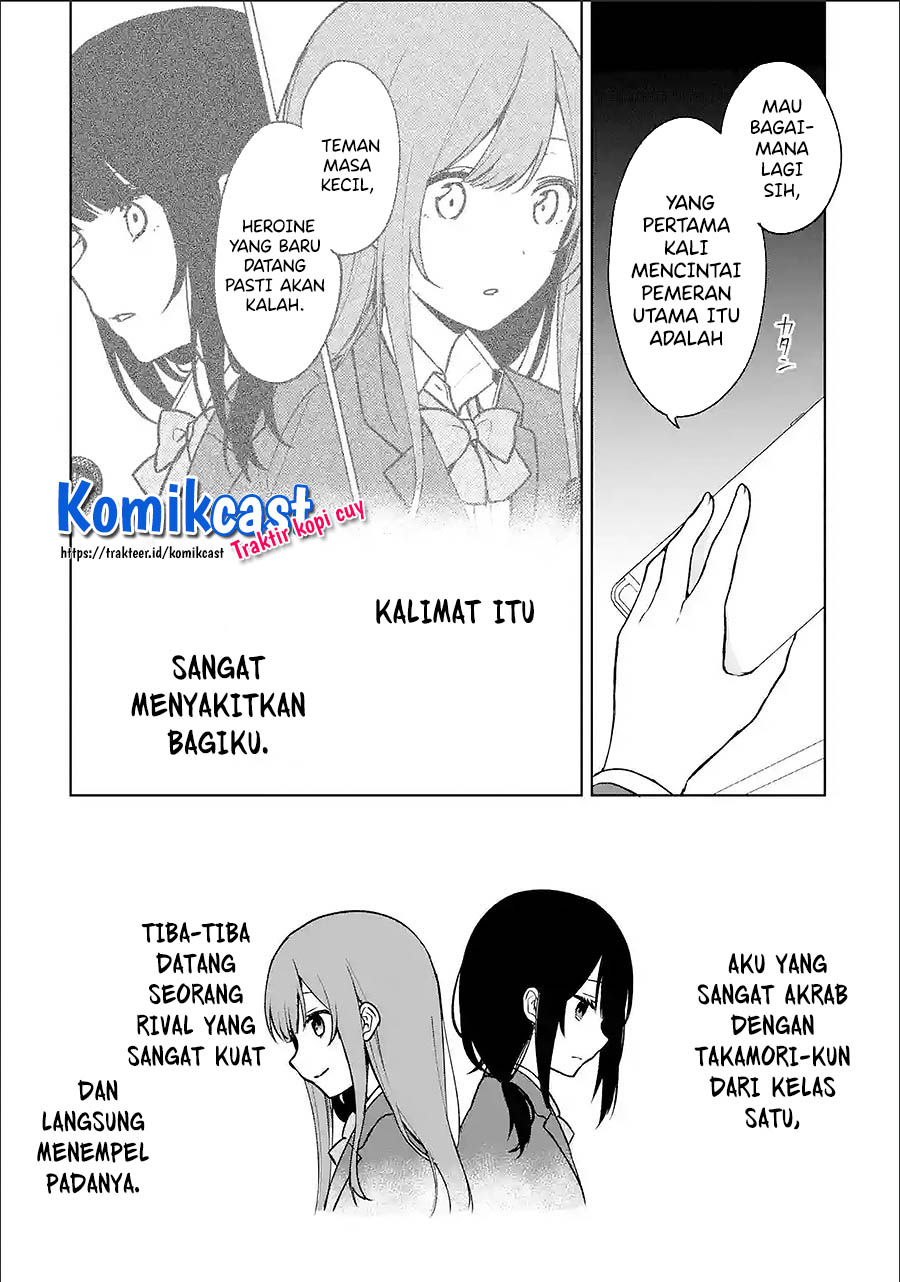 MAU
BAGAI-
MANA
LAGI
SIH,
YANG
PERTAMA
KALI
MENCINTAI
PEMERAN
UTAMA ITU
ADALAH
カタン
TEMAN
MASA
KECIL,
HEROINE
YANG BARU
DATANG
PASTI AKAN
KALAH.
Komikcast
Traktir kopi cuy
https://trakteer.id/komikcast
KALIMAT ITU
SANGAT
MENYAKITKAN
BAGIKU.
AKU YANG
SANGAT AKRAB
DENGAN
TAKAMORI-KUN
DARI KELAS
SATU,
TIBA-TIBA
DATANG
SEORANG
RIVAL YANG
SANGAT KUAT
DAN
LANGSUNG
MENEMPEL
PADANYA.